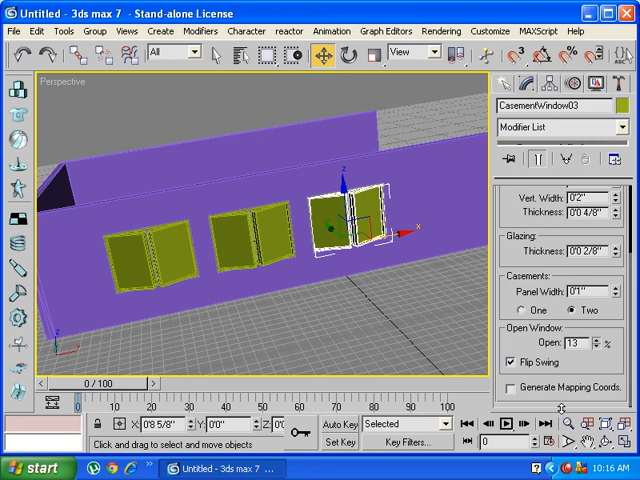 Untitled - 3ds max 7 - Stand-alone License
File Edit Tools Group Views Create Modifiers Character reactor Animation Graph Editors Rendering Customize MAXScript Help
All View
Perspective
CasementWindow03
Modifier List
Vert. Width: 0'2"
Thickness: 0'0 4/8"
Glazing:
Thickness: 0'0 2/8"
Casements:
Panel Width: 0'1"
One Two
Open Window:
Open: 13 %
Flip Swing
Generate Mapping Coords.
z
x
z
x
0 / 100
0 10 20 30 40 50 60 70 80 90 100
X: 0'8 5/8" Y: 0'0" Z:
Auto Key Selected
Click and drag to select and move objects
Set Key Key Filters... 0
start Untitled - 3ds max 7 ... 10:16 AM